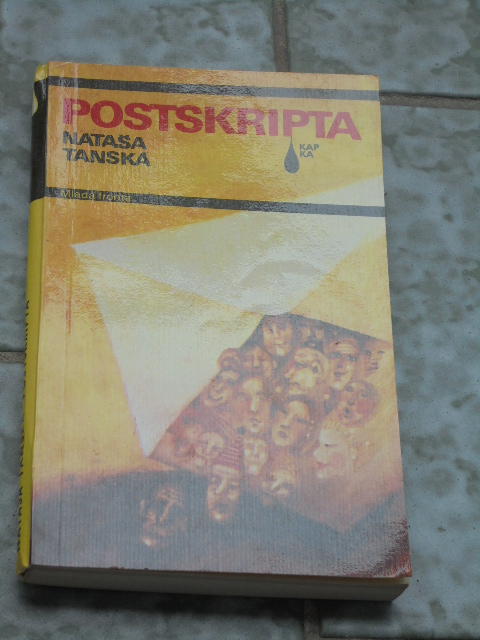 POSTSKRIPTA
NATAŠA
TANSKÁ
KAP
KA
Mladá fronta